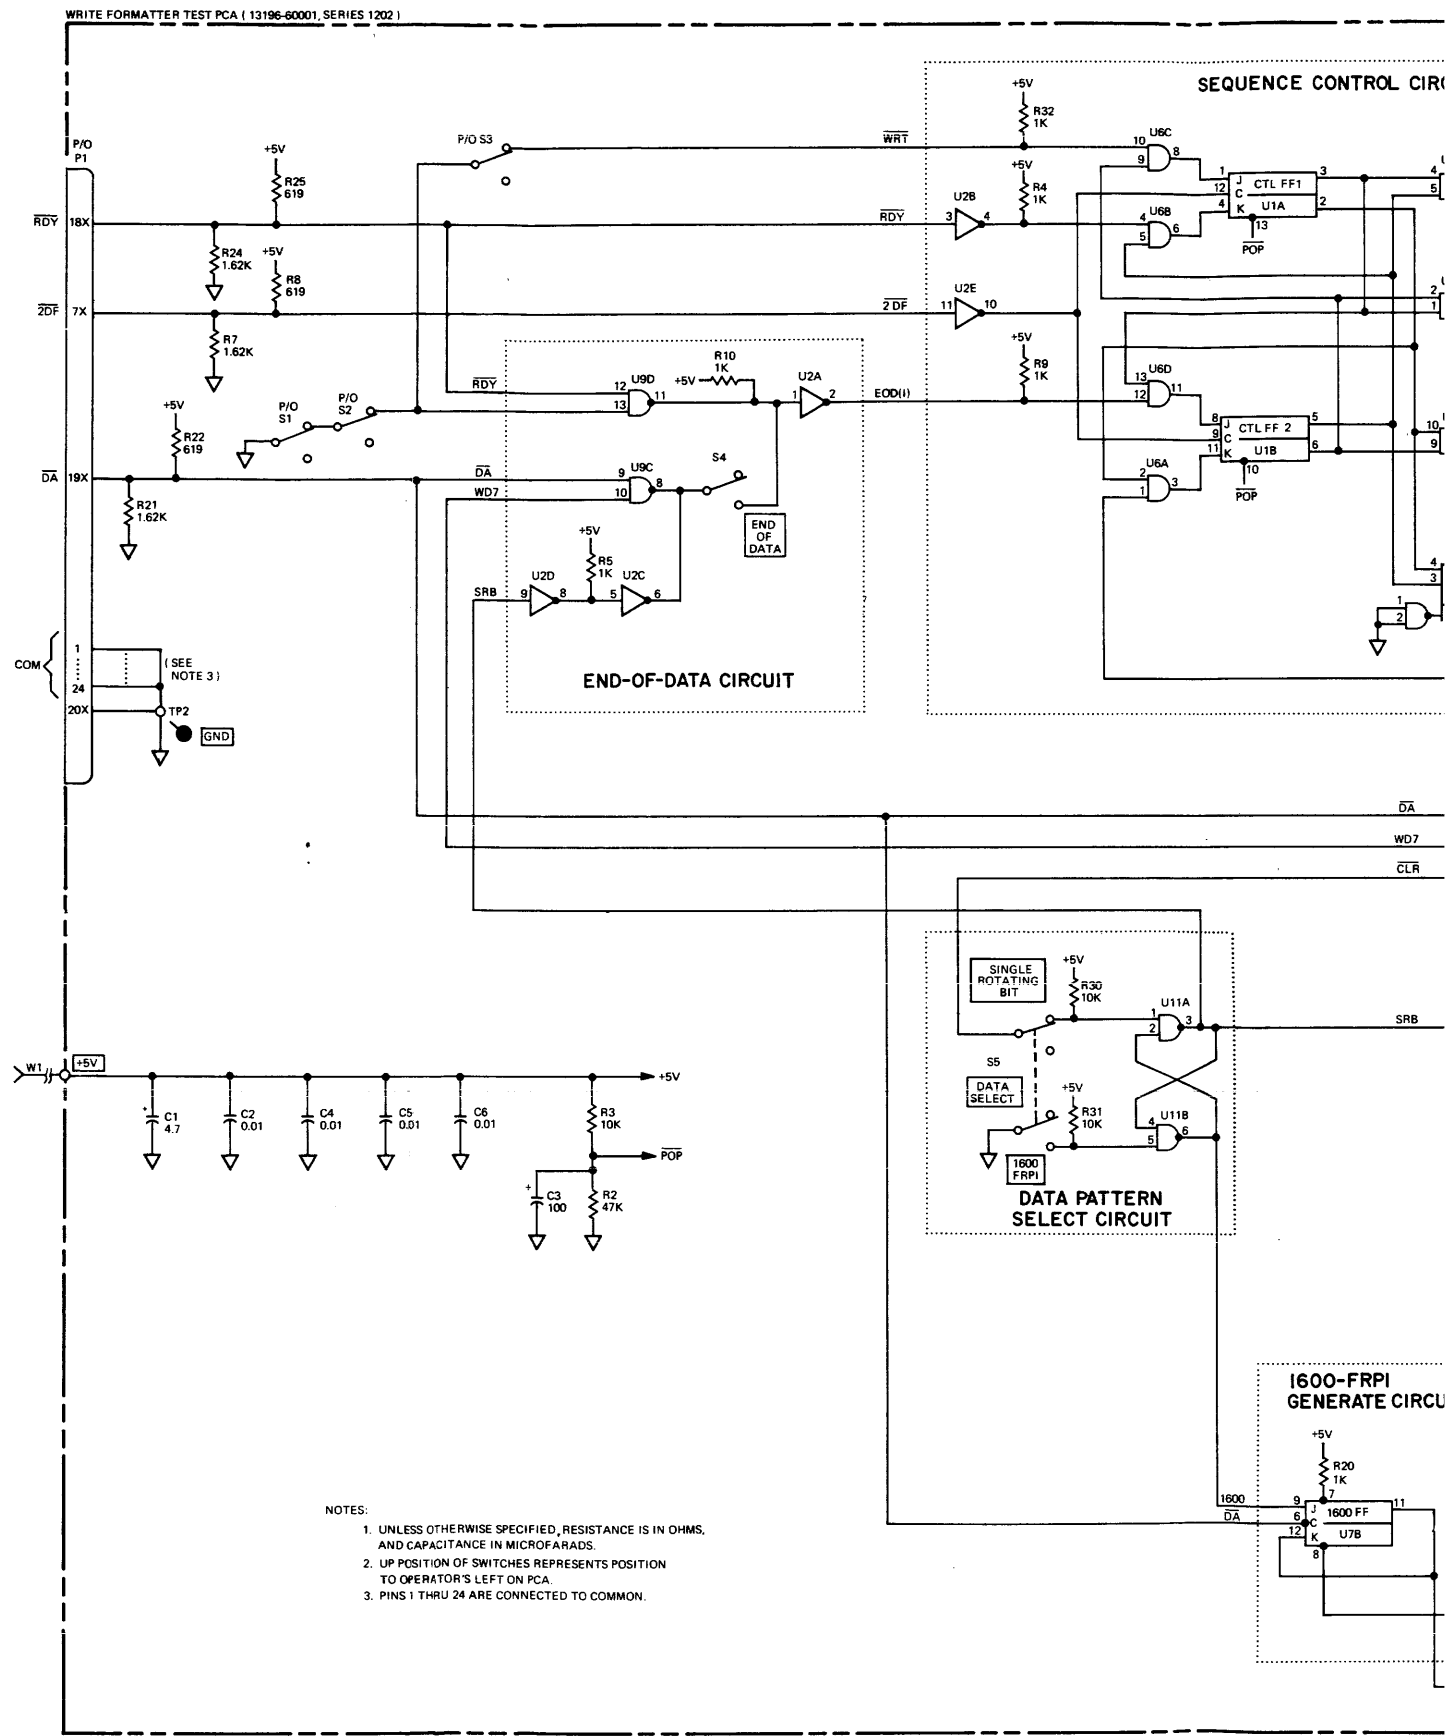 WRITE FORMATTER TEST PCA ( 13196-60001, SERIES 1202 )
SEQUENCE CONTROL CIRC
P/O
P1
P/O S3
+5V
R25
619
RDY
18X
R24
1.62K
+5V
R8
619
2DF
7X
R7
1.62K
+5V
R22
619
DA
19X
R21
1.62K
P/O
S1
P/O
S2
WRT
+5V
R32
1K
RDY
U2B
3
4
+5V
R4
1K
2 DF
U2E
11
10
+5V
R9
1K
U6C
10
9
8
U6B
4
5
6
1
J
CTL FF1
3
12
C
4
K
U1A
2
13
POP
4
5
2
1
U6D
13
12
11
8
J
CTL FF 2
5
9
C
11
K
U1B
6
10
POP
U6A
2
1
3
10
9
4
3
1
2
RDY
U9D
12
13
11
R10
1K
+5V
U2A
1
2
EOD(1)
DA
WD7
U9C
9
10
8
S4
END
OF
DATA
+5V
R5
1K
SRB
U2D
9
8
U2C
5
6
END-OF-DATA CIRCUIT
COM
1
24
20X
( SEE
NOTE 3 )
TP2
GND
DA
WD7
CLR
SINGLE
ROTATING
BIT
+5V
R30
10K
U11A
1
2
3
SRB
S5
DATA
SELECT
+5V
R31
10K
U11B
4
5
6
1600
FRPI
DATA PATTERN
SELECT CIRCUIT
W1
+5V
C1
4.7
C2
0.01
C4
0.01
C5
0.01
C6
0.01
R3
10K
+5V
POP
+
C3
100
R2
47K
1600-FRPI
GENERATE CIRCU
+5V
R20
1K
7
1600
9
J
1600 FF
11
DA
6
C
12
K
U7B
8
NOTES:
1. UNLESS OTHERWISE SPECIFIED, RESISTANCE IS IN OHMS,
AND CAPACITANCE IN MICROFARADS.
2. UP POSITION OF SWITCHES REPRESENTS POSITION
TO OPERATOR'S LEFT ON PCA.
3. PINS 1 THRU 24 ARE CONNECTED TO COMMON.